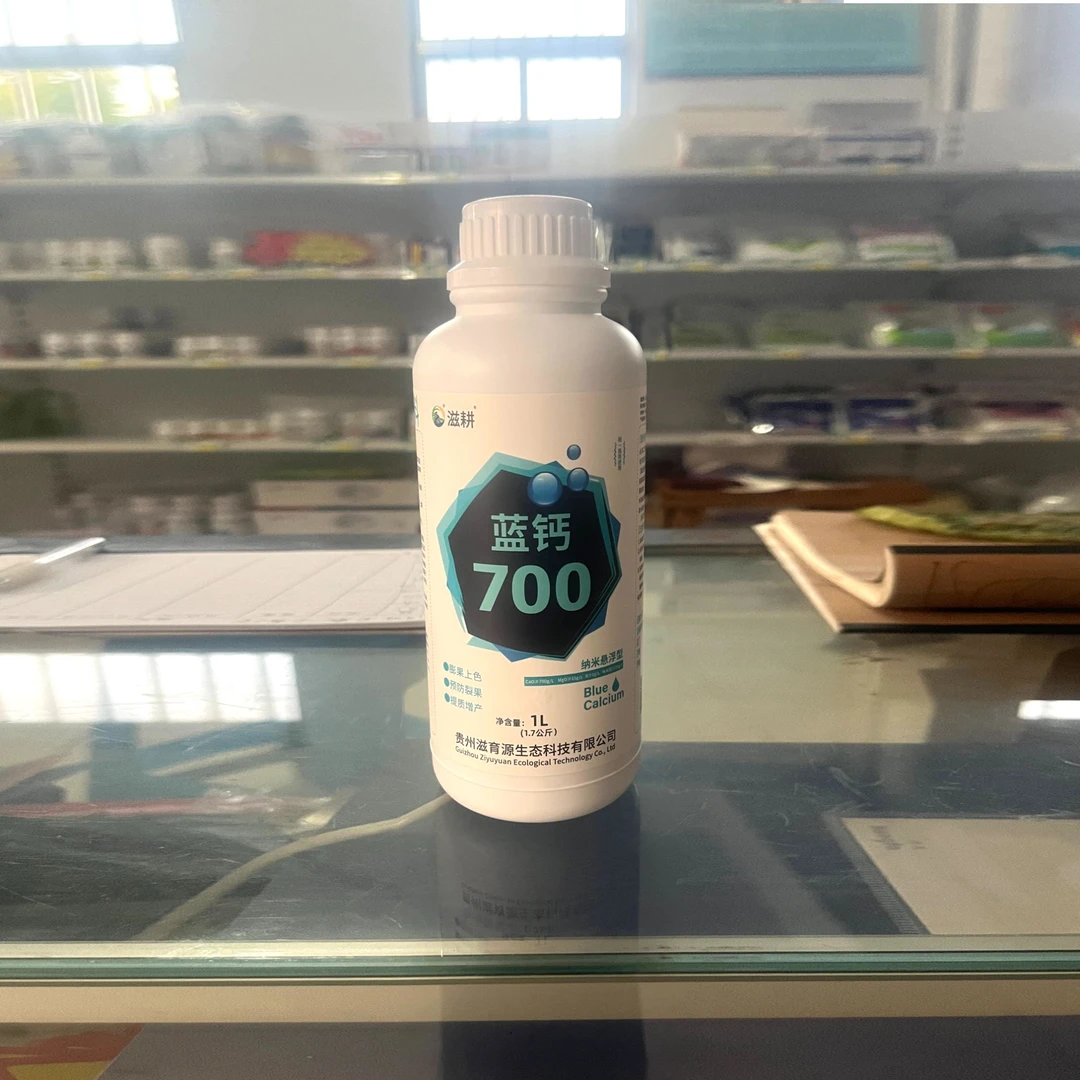 滋耕
蓝钙
700
膨果上色
预防裂果
提质增产
纳米悬浮型
Blue
Calcium
净含量：1L
（1.7公斤）
贵州滋育源生态科技有限公司
Guizhou Ziyuyuan Ecological Technology Co., Ltd